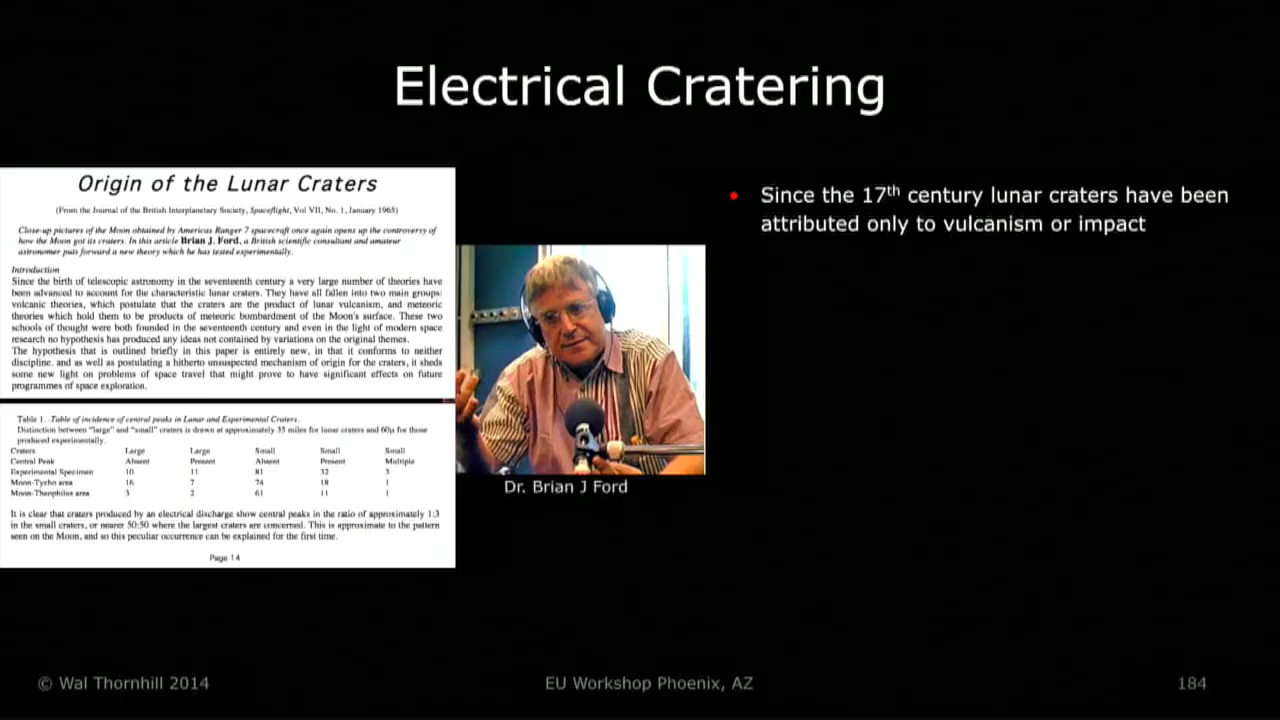 Electrical Cratering
Origin of the Lunar Craters
(From the Journal of the British Interplanetary Society, Spaceflight, Vol VII, No. 1, January 1965)
Close-up pictures of the Moon obtained by Americas Ranger 7 spacecraft once again opens up the controversy of
how the Moon got its craters. In this article Brian J. Ford, a British scientific consultant and amateur
astronomer puts forward a new theory which he has tested experimentally.
Introduction
Since the birth of telescopic astronomy in the seventeenth century a very large number of theories have
been advanced to account for the characteristic lunar craters. They have all fallen into two main groups:
volcanic theories, which postulate that the craters are the product of lunar vulcanism, and meteoric
theories which hold them to be products of meteoric bombardment of the Moon's surface. These two
schools of thought were both founded in the seventeenth century and even in the light of modern space
research no hypothesis has produced any ideas not contained by variations on the original themes.
The hypothesis that is outlined briefly in this paper is entirely new, in that it conforms to neither
discipline, and as well as postulating a hitherto unsuspected mechanism of origin for the craters, it sheds
some new light on problems of space travel that might prove to have significant effects on future
programmes of space exploration.
Table 1. -Table of incidence of central peaks in Lunar and Experimental Craters.
Distinction between "large" and "small" craters is drawn at approximately 35 miles for lunar craters and 60μ for those
produced experimentally.
Craters Large Large Small Small Small
Central Peak Absent Present Absent Present Multiple
Experimental Specimen 10 11 81 32 3
Moon-Tycho area 16 7 74 18 1
Moon-Theophilus area 3 2 61 11 1
It is clear that craters produced by an electrical discharge show central peaks in the ratio of approximately 1:3
in the small craters, or nearer 50:50 where the largest craters are concerned. This is approximate to the pattern
seen on the Moon, and so this peculiar occurrence can be explained for the first time.
Page 14
Dr. Brian J Ford
• Since the 17th century lunar craters have been
attributed only to vulcanism or impact
© Wal Thornhill 2014
EU Workshop Phoenix, AZ
184